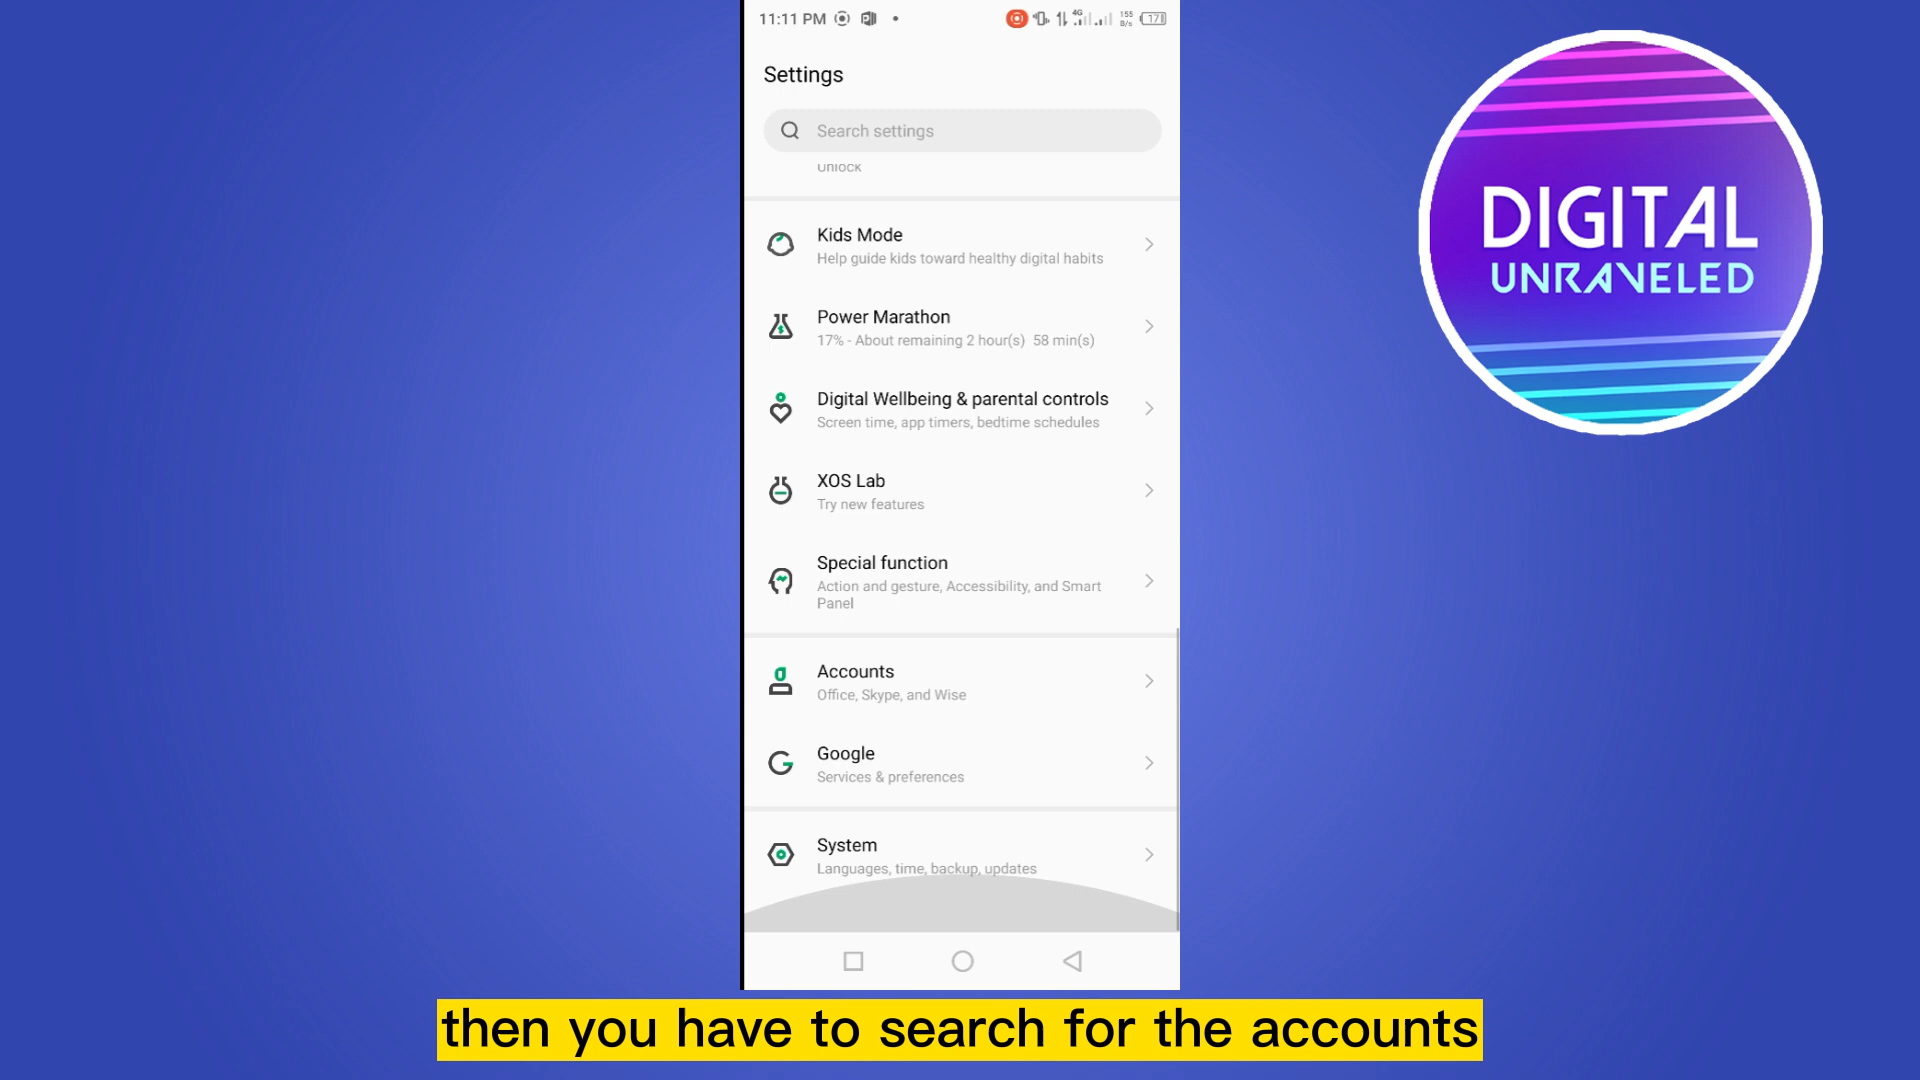 11:11 PM
4G
155
B/s
17
Settings
Search settings
Unlock
Kids Mode
Help guide kids toward healthy digital habits
Power Marathon
17% - About remaining 2 hour(s)  58 min(s)
Digital Wellbeing & parental controls
Screen time, app timers, bedtime schedules
XOS Lab
Try new features
Special function
Action and gesture, Accessibility, and Smart
Panel
Accounts
Office, Skype, and Wise
Google
Services & preferences
System
Languages, time, backup, updates
DIGITAL
UNRAVELED
then you have to search for the accounts